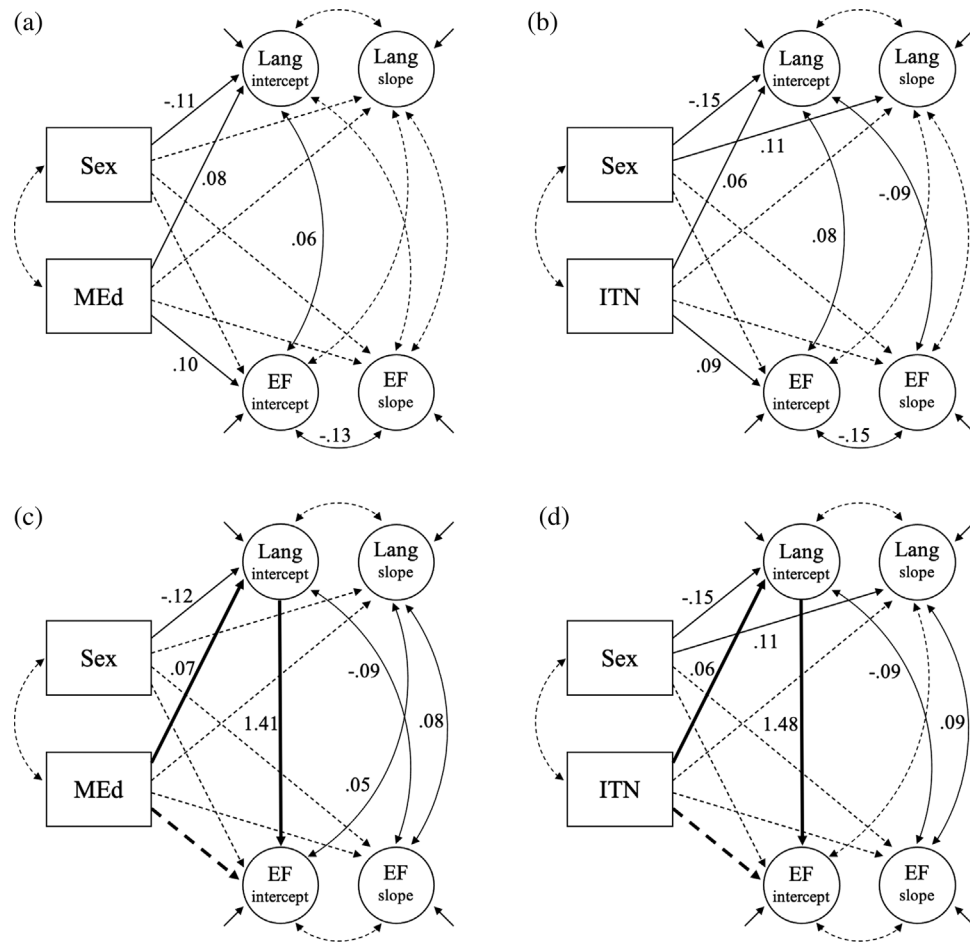 (a)
Lang
intercept
Lang
slope
-.11
Sex
.08
.06
MEd
.10
EF
intercept
EF
slope
-.13
(b)
Lang
intercept
Lang
slope
-.15
.11
Sex
.06
-.09
.08
ITN
.09
EF
intercept
EF
slope
-.15
(c)
Lang
intercept
Lang
slope
-.12
Sex
.07
-.09
1.41
.08
MEd
.05
EF
intercept
EF
slope
(d)
Lang
intercept
Lang
slope
-.15
.11
Sex
.06
-.09
1.48
.09
ITN
EF
intercept
EF
slope